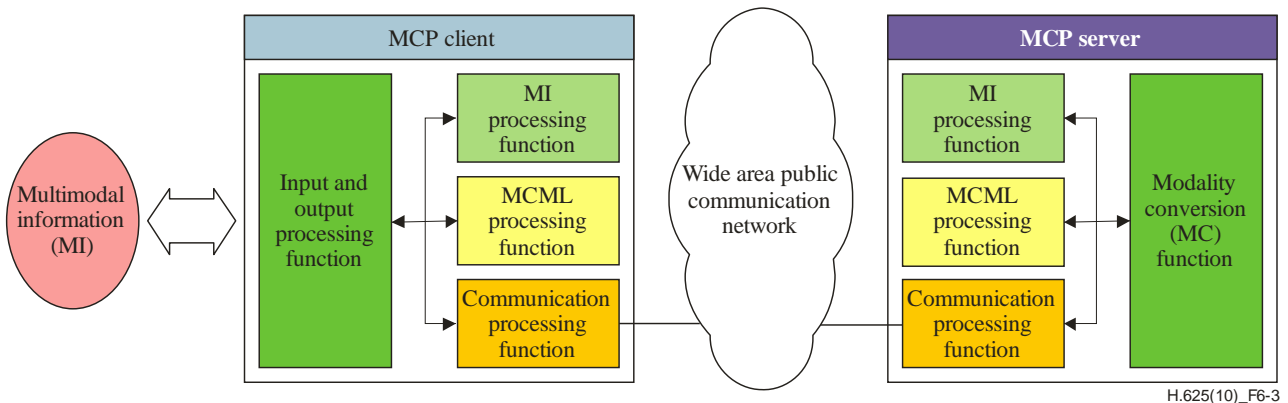 MCP client
MCP server
Multimodal
information
(MI)
Input and
output
processing
function
MI
processing
function
MCML
processing
function
Communication
processing
function
Wide area public
communication
network
MI
processing
function
MCML
processing
function
Communication
processing
function
Modality
conversion
(MC)
function
H.625(10)_F6-3